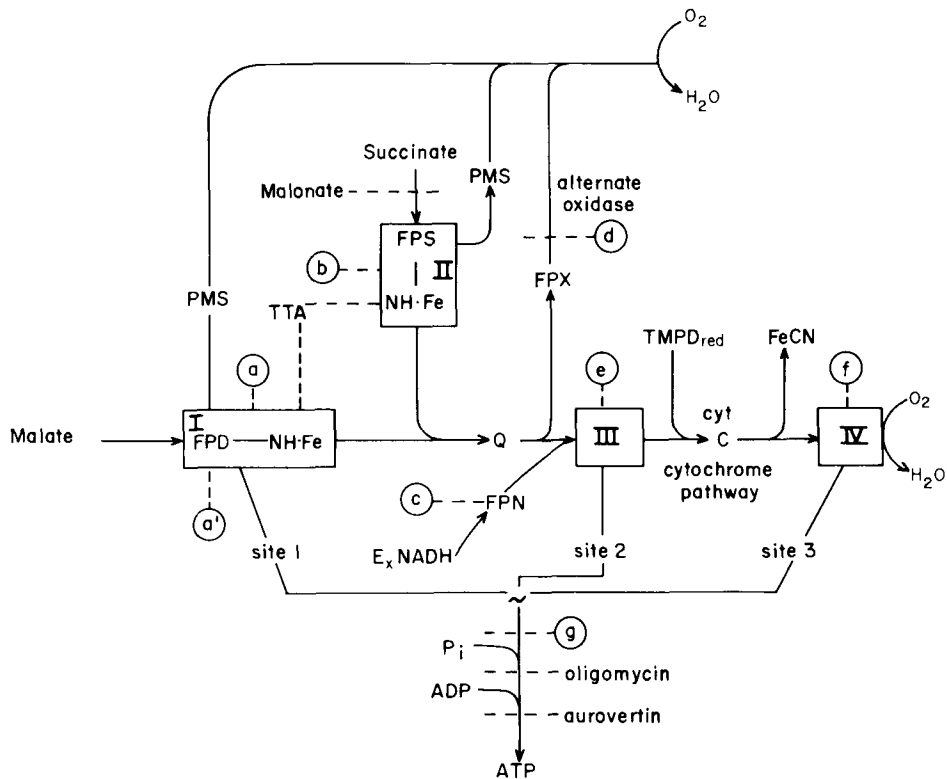 O2
H2O
Succinate
Malonate
PMS
alternate
oxidase
FPS
b
II
d
FPX
NH·Fe
PMS
TTA
TMPDred
FeCN
a
e
f
I
O2
Malate
FPD
NH·Fe
Q
III
cyt
C
IV
cytochrome
pathway
H2O
c
FPN
a'
ExNADH
site 1
site 2
site 3
~
g
Pi
oligomycin
ADP
aurovertin
ATP